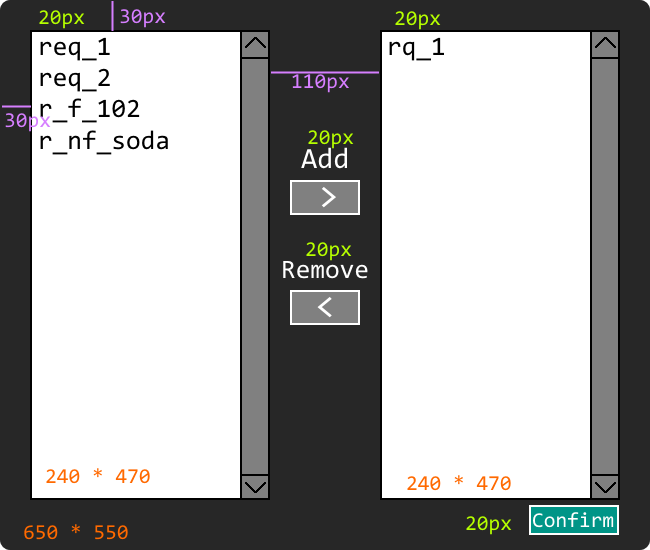 20px 30px 20px
req_1 rq_1
req_2
110px
r_f_102
30px
r_nf_soda
20px
Add
>
20px
Remove
<
240 * 470 240 * 470
650 * 550 20px Confirm